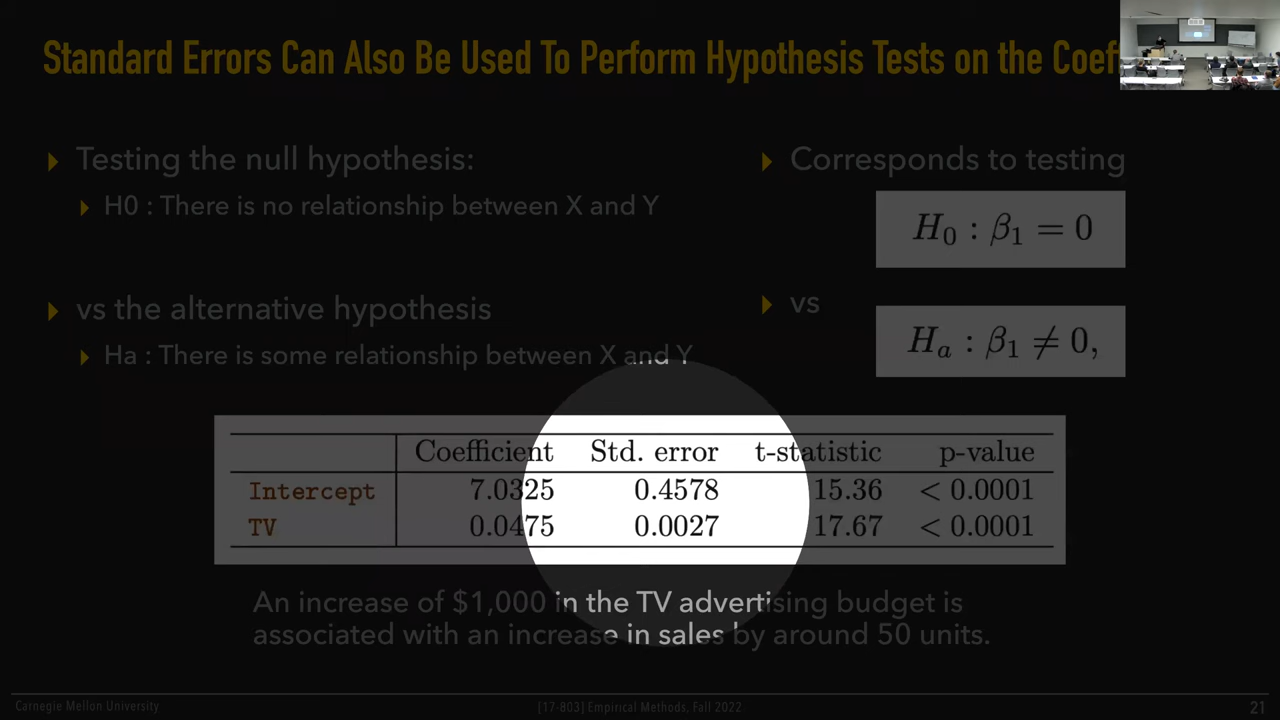 Standard Errors Can Also Be Used To Perform Hypothesis Tests on the Coef
Testing the null hypothesis:
H0 : There is no relationship between X and Y
vs the alternative hypothesis
Ha : There is some relationship between X and Y
Corresponds to testing
H₀ : β₁ = 0
vs
Hₐ : β₁ ≠ 0,
Coefficient Std. error t-statistic p-value
Intercept 7.0325 0.4578 15.36 < 0.0001
TV 0.0475 0.0027 17.67 < 0.0001
An increase of $1,000 in the TV advertising budget is
associated with an increase in sales by around 50 units.
Carnegie Mellon University [17-803] Empirical Methods, Fall 2022 21